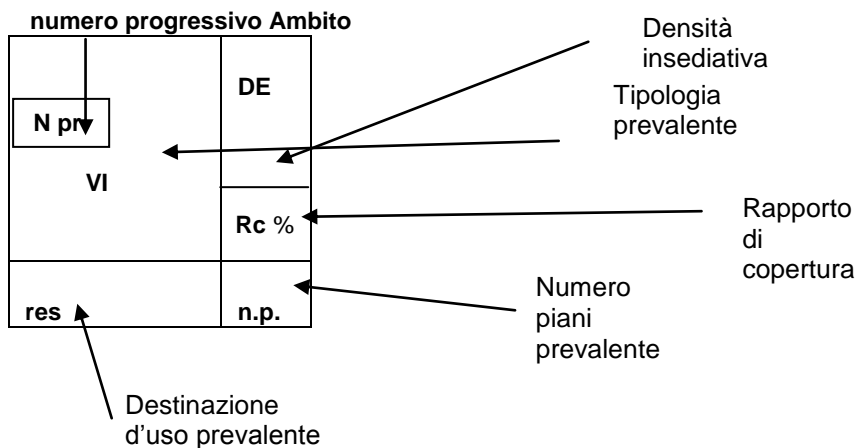 numero progressivo Ambito
Densità
insediativa
DE
Tipologia
prevalente
N pr
VI
Rc %
Rapporto
di
copertura
Numero
piani
prevalente
res
n.p.
Destinazione
d'uso prevalente